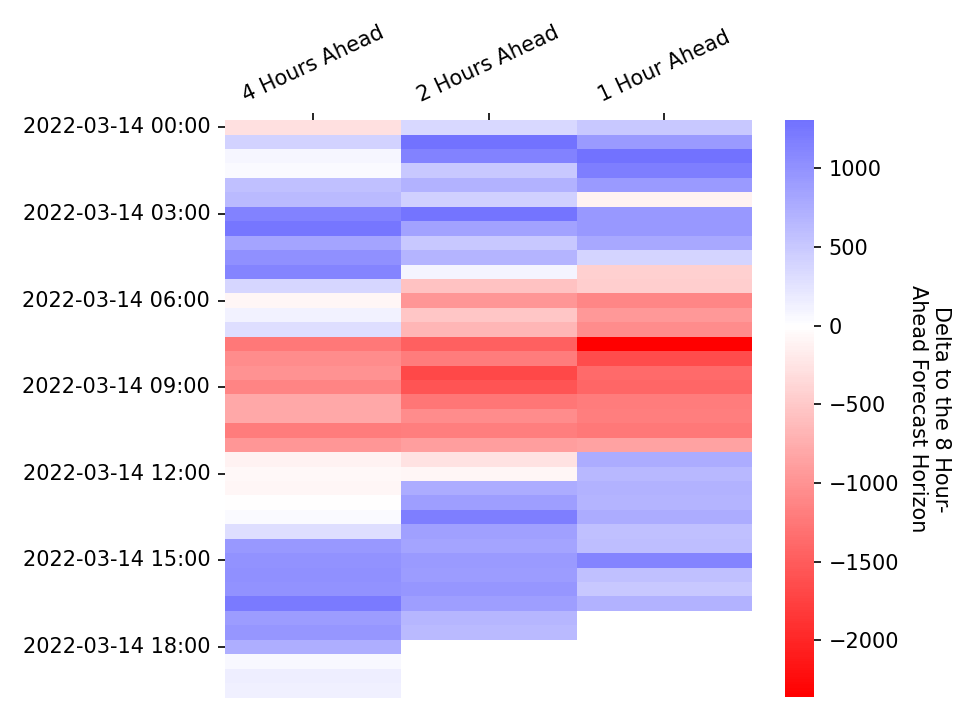 4 Hours Ahead
2 Hours Ahead
1 Hour Ahead
2022-03-14 00:00
2022-03-14 03:00
2022-03-14 06:00
2022-03-14 09:00
2022-03-14 12:00
2022-03-14 15:00
2022-03-14 18:00
1000
500
0
−500
−1000
−1500
−2000
Delta to the 8 Hour-
Ahead Forecast Horizon